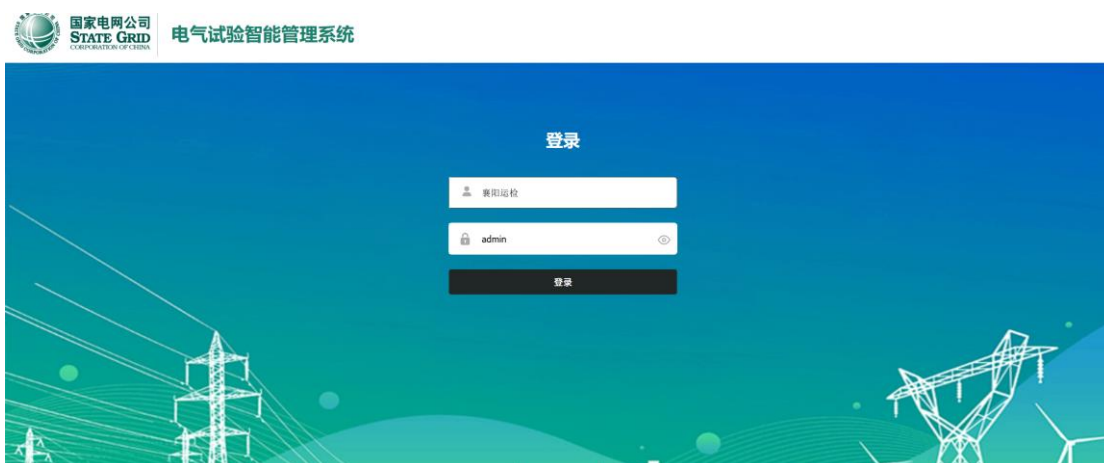 国家电网公司
STATE GRID
CORPORATION OF CHINA
电气试验智能管理系统
登录
襄阳运检
admin
登录